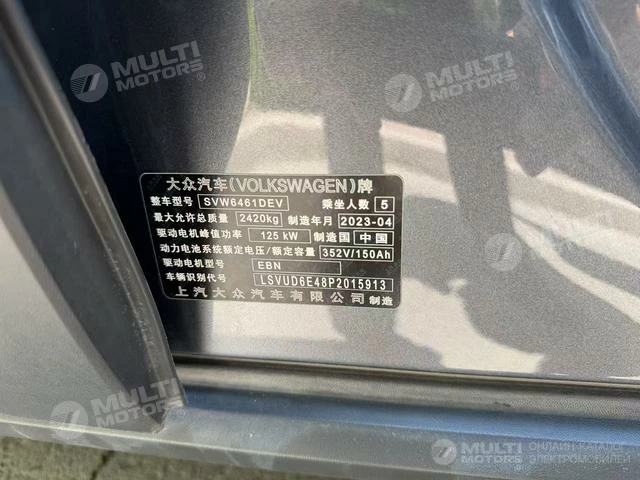 MULTI MOTORS®
MULTI MOTORS
大众汽车(VOLKSWAGEN)牌
整车型号 SVW6461DEV 乘坐人数 5
最大允许总质量 2420kg 制造年月 2023-04
驱动电机峰值功率 125 kW 制造国 中国
动力电池系统额定电压/额定容量 352V/150Ah
驱动电机型号 EBN
车辆识别代号 LSVUD6E48P2015913
上汽大众汽车有限公司 制造
MULTI MOTORS®
MULTI MOTORS
ОНЛАЙН-КАТАЛОГ
ЭЛЕКТРОМОБИЛЕЙ